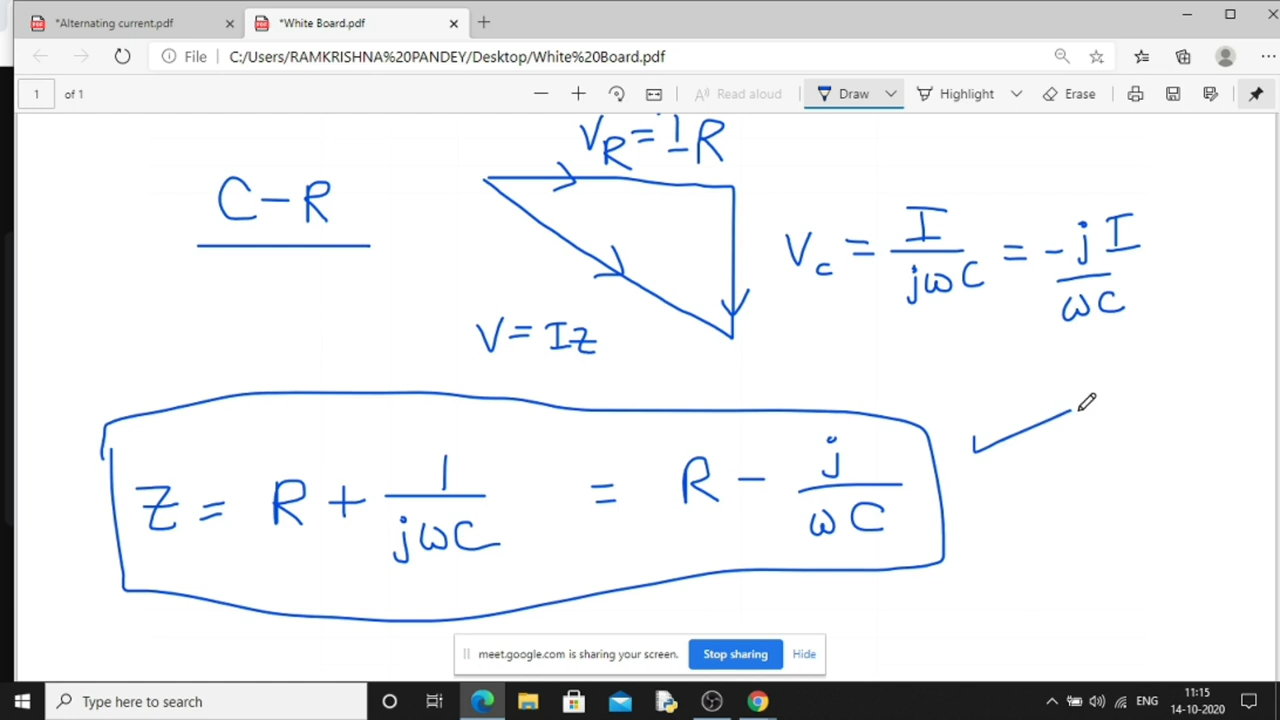 *Alternating current.pdf
*White Board.pdf
File C:/Users/RAMKRISHNA%20PANDEY/Desktop/White%20Board.pdf
1 of 1 Read aloud Draw Highlight Erase
V_R = IR
C-R
V_c = I/jωC = -jI/ωC
V = IZ
Z = R + 1/jωC = R - j/ωC
meet.google.com is sharing your screen. Stop sharing Hide
Type here to search
ENG
11:15
14-10-2020